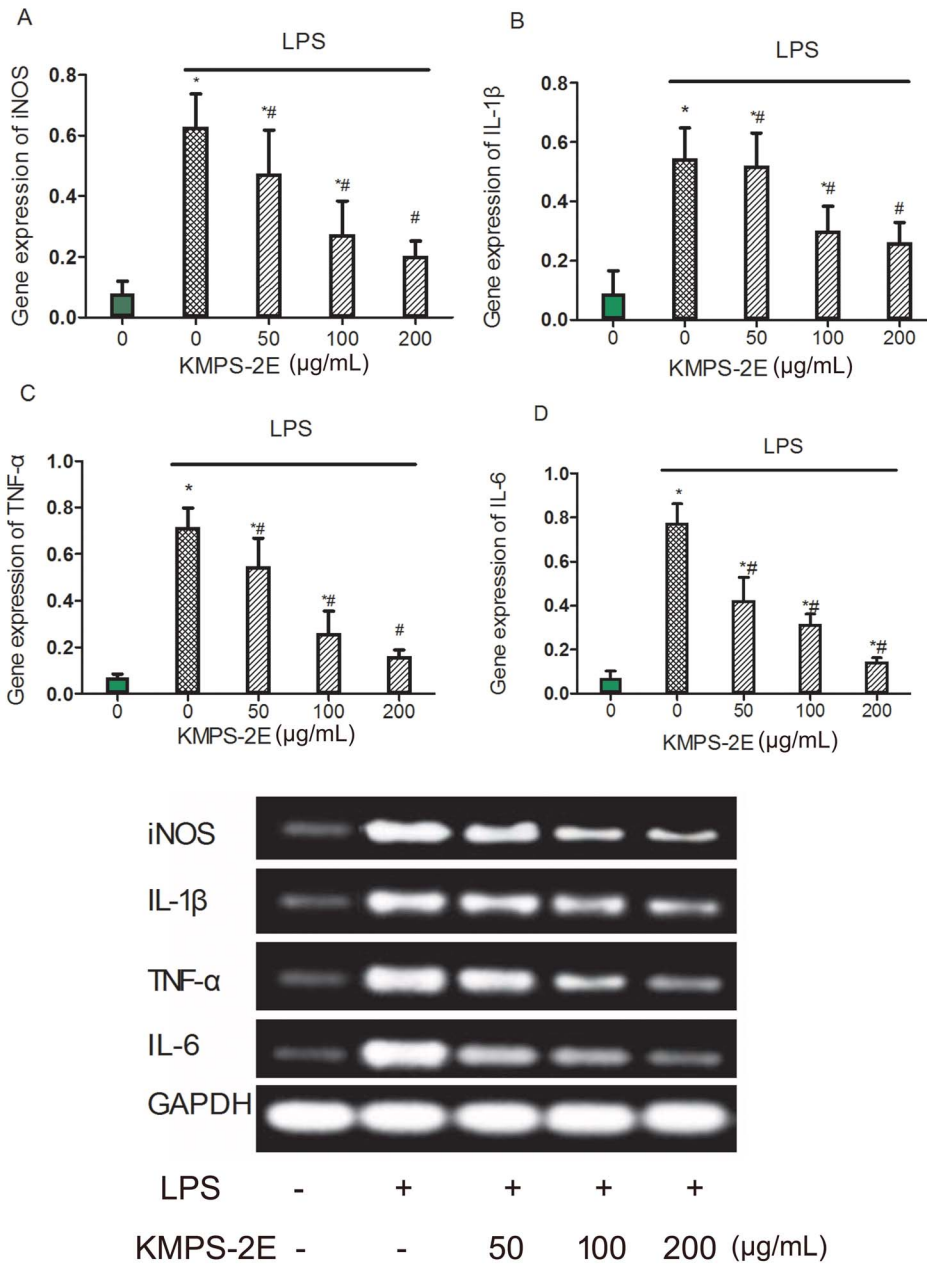 A
LPS
Gene expression of iNOS
0.8
0.6
0.4
0.2
0.0
*
*#
*#
#
0 0 50 100 200
KMPS-2E (µg/mL)
B
LPS
Gene expression of IL-1β
0.8
0.6
0.4
0.2
0.0
*
*#
*#
#
0 0 50 100 200
KMPS-2E (µg/mL)
C
LPS
Gene expression of TNF-α
1.0
0.8
0.6
0.4
0.2
0.0
*
*#
*#
#
0 0 50 100 200
KMPS-2E (µg/mL)
D
LPS
Gene expression of IL-6
1.0
0.8
0.6
0.4
0.2
0.0
*
*#
*#
*#
0 0 50 100 200
KMPS-2E (µg/mL)
iNOS
IL-1β
TNF-α
IL-6
GAPDH
LPS - + + + +
KMPS-2E - - 50 100 200 (µg/mL)